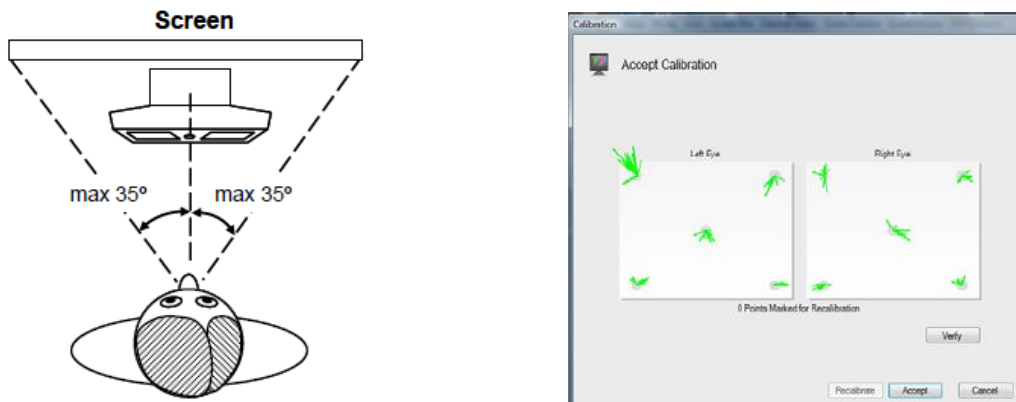 Screen
max 35º max 35º
Calibration
Accept Calibration
Left Eye Right Eye
0 Points Marked for Recalibration
Verify
Recalibrate Accept Cancel